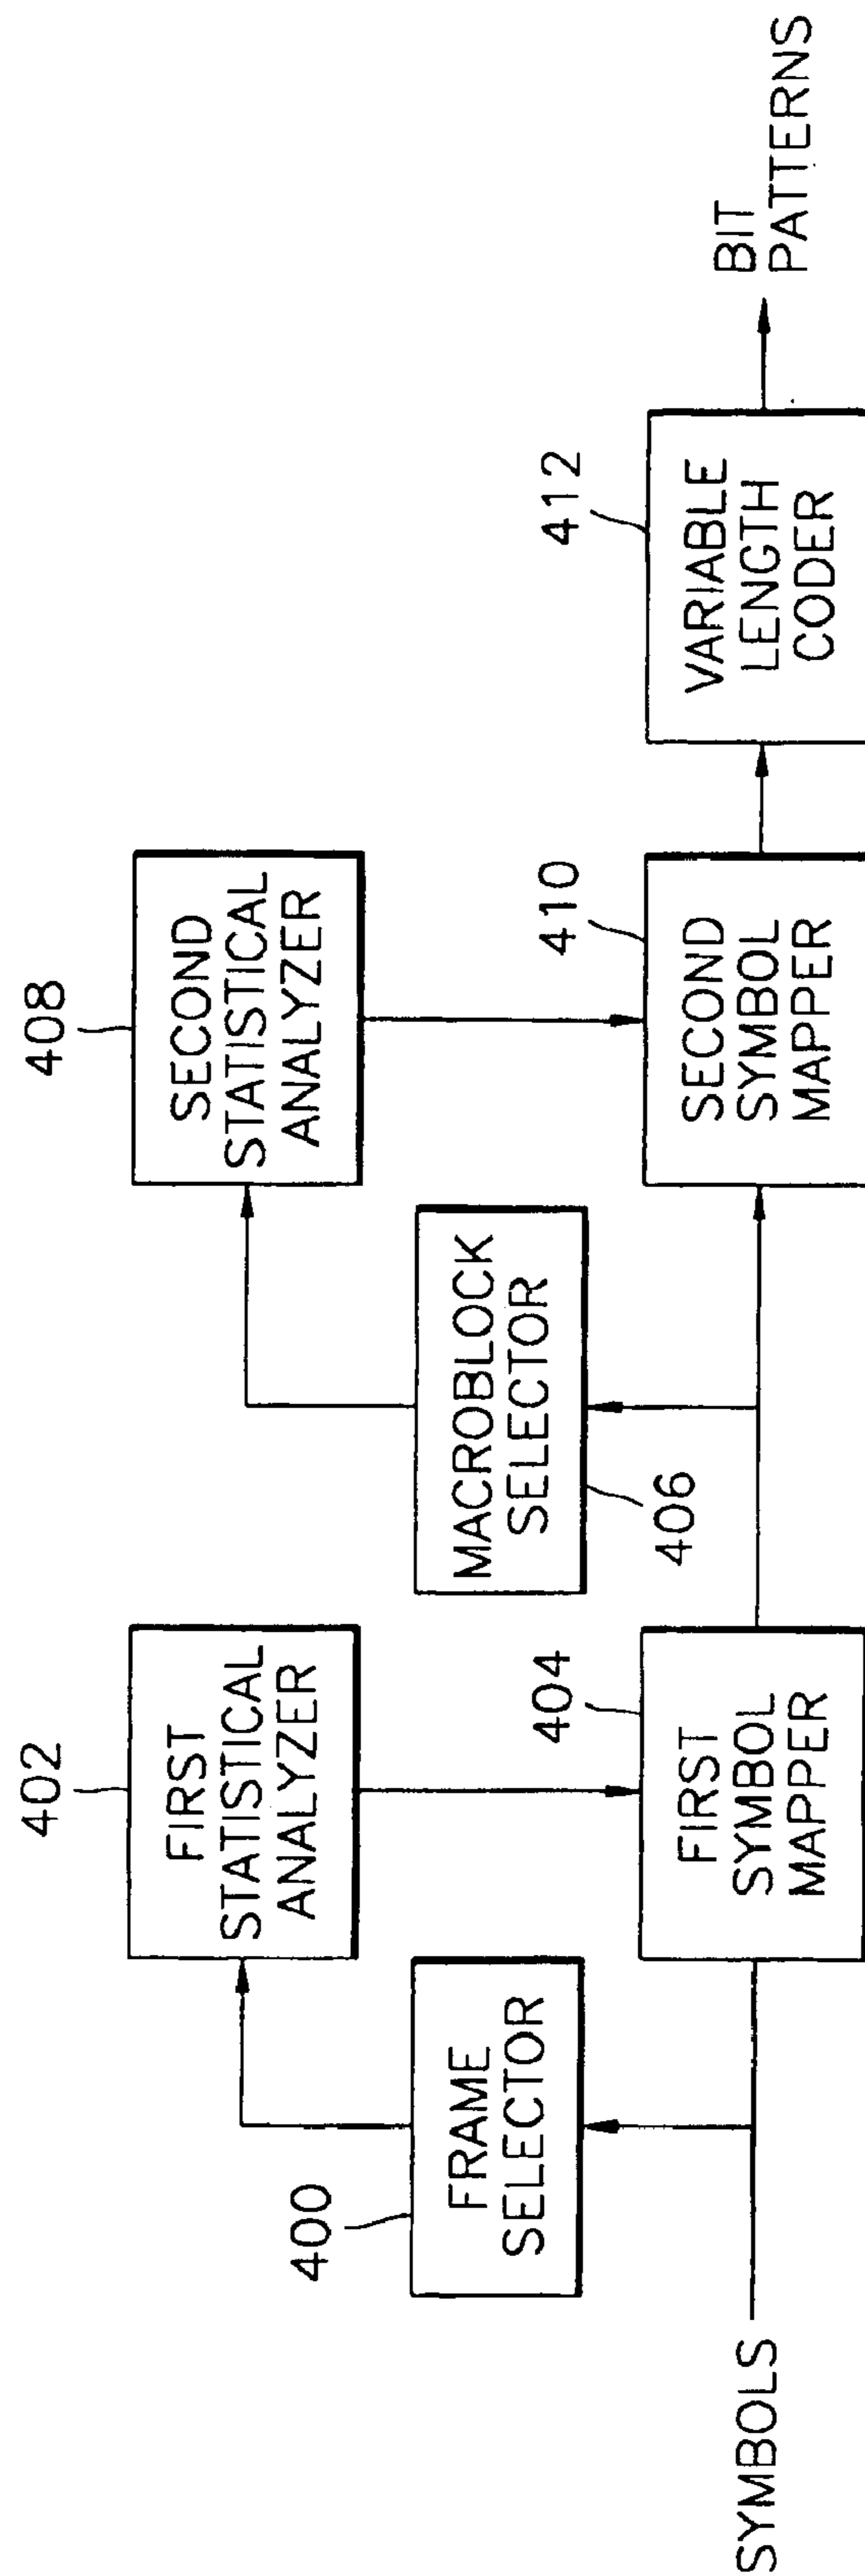 SYMBOLS
400
FRAME
SELECTOR
402
FIRST
STATISTICAL
ANALYZER
404
FIRST
SYMBOL
MAPPER
406
MACROBLOCK
SELECTOR
408
SECOND
STATISTICAL
ANALYZER
410
SECOND
SYMBOL
MAPPER
412
VARIABLE
LENGTH
CODER
BIT
PATTERNS